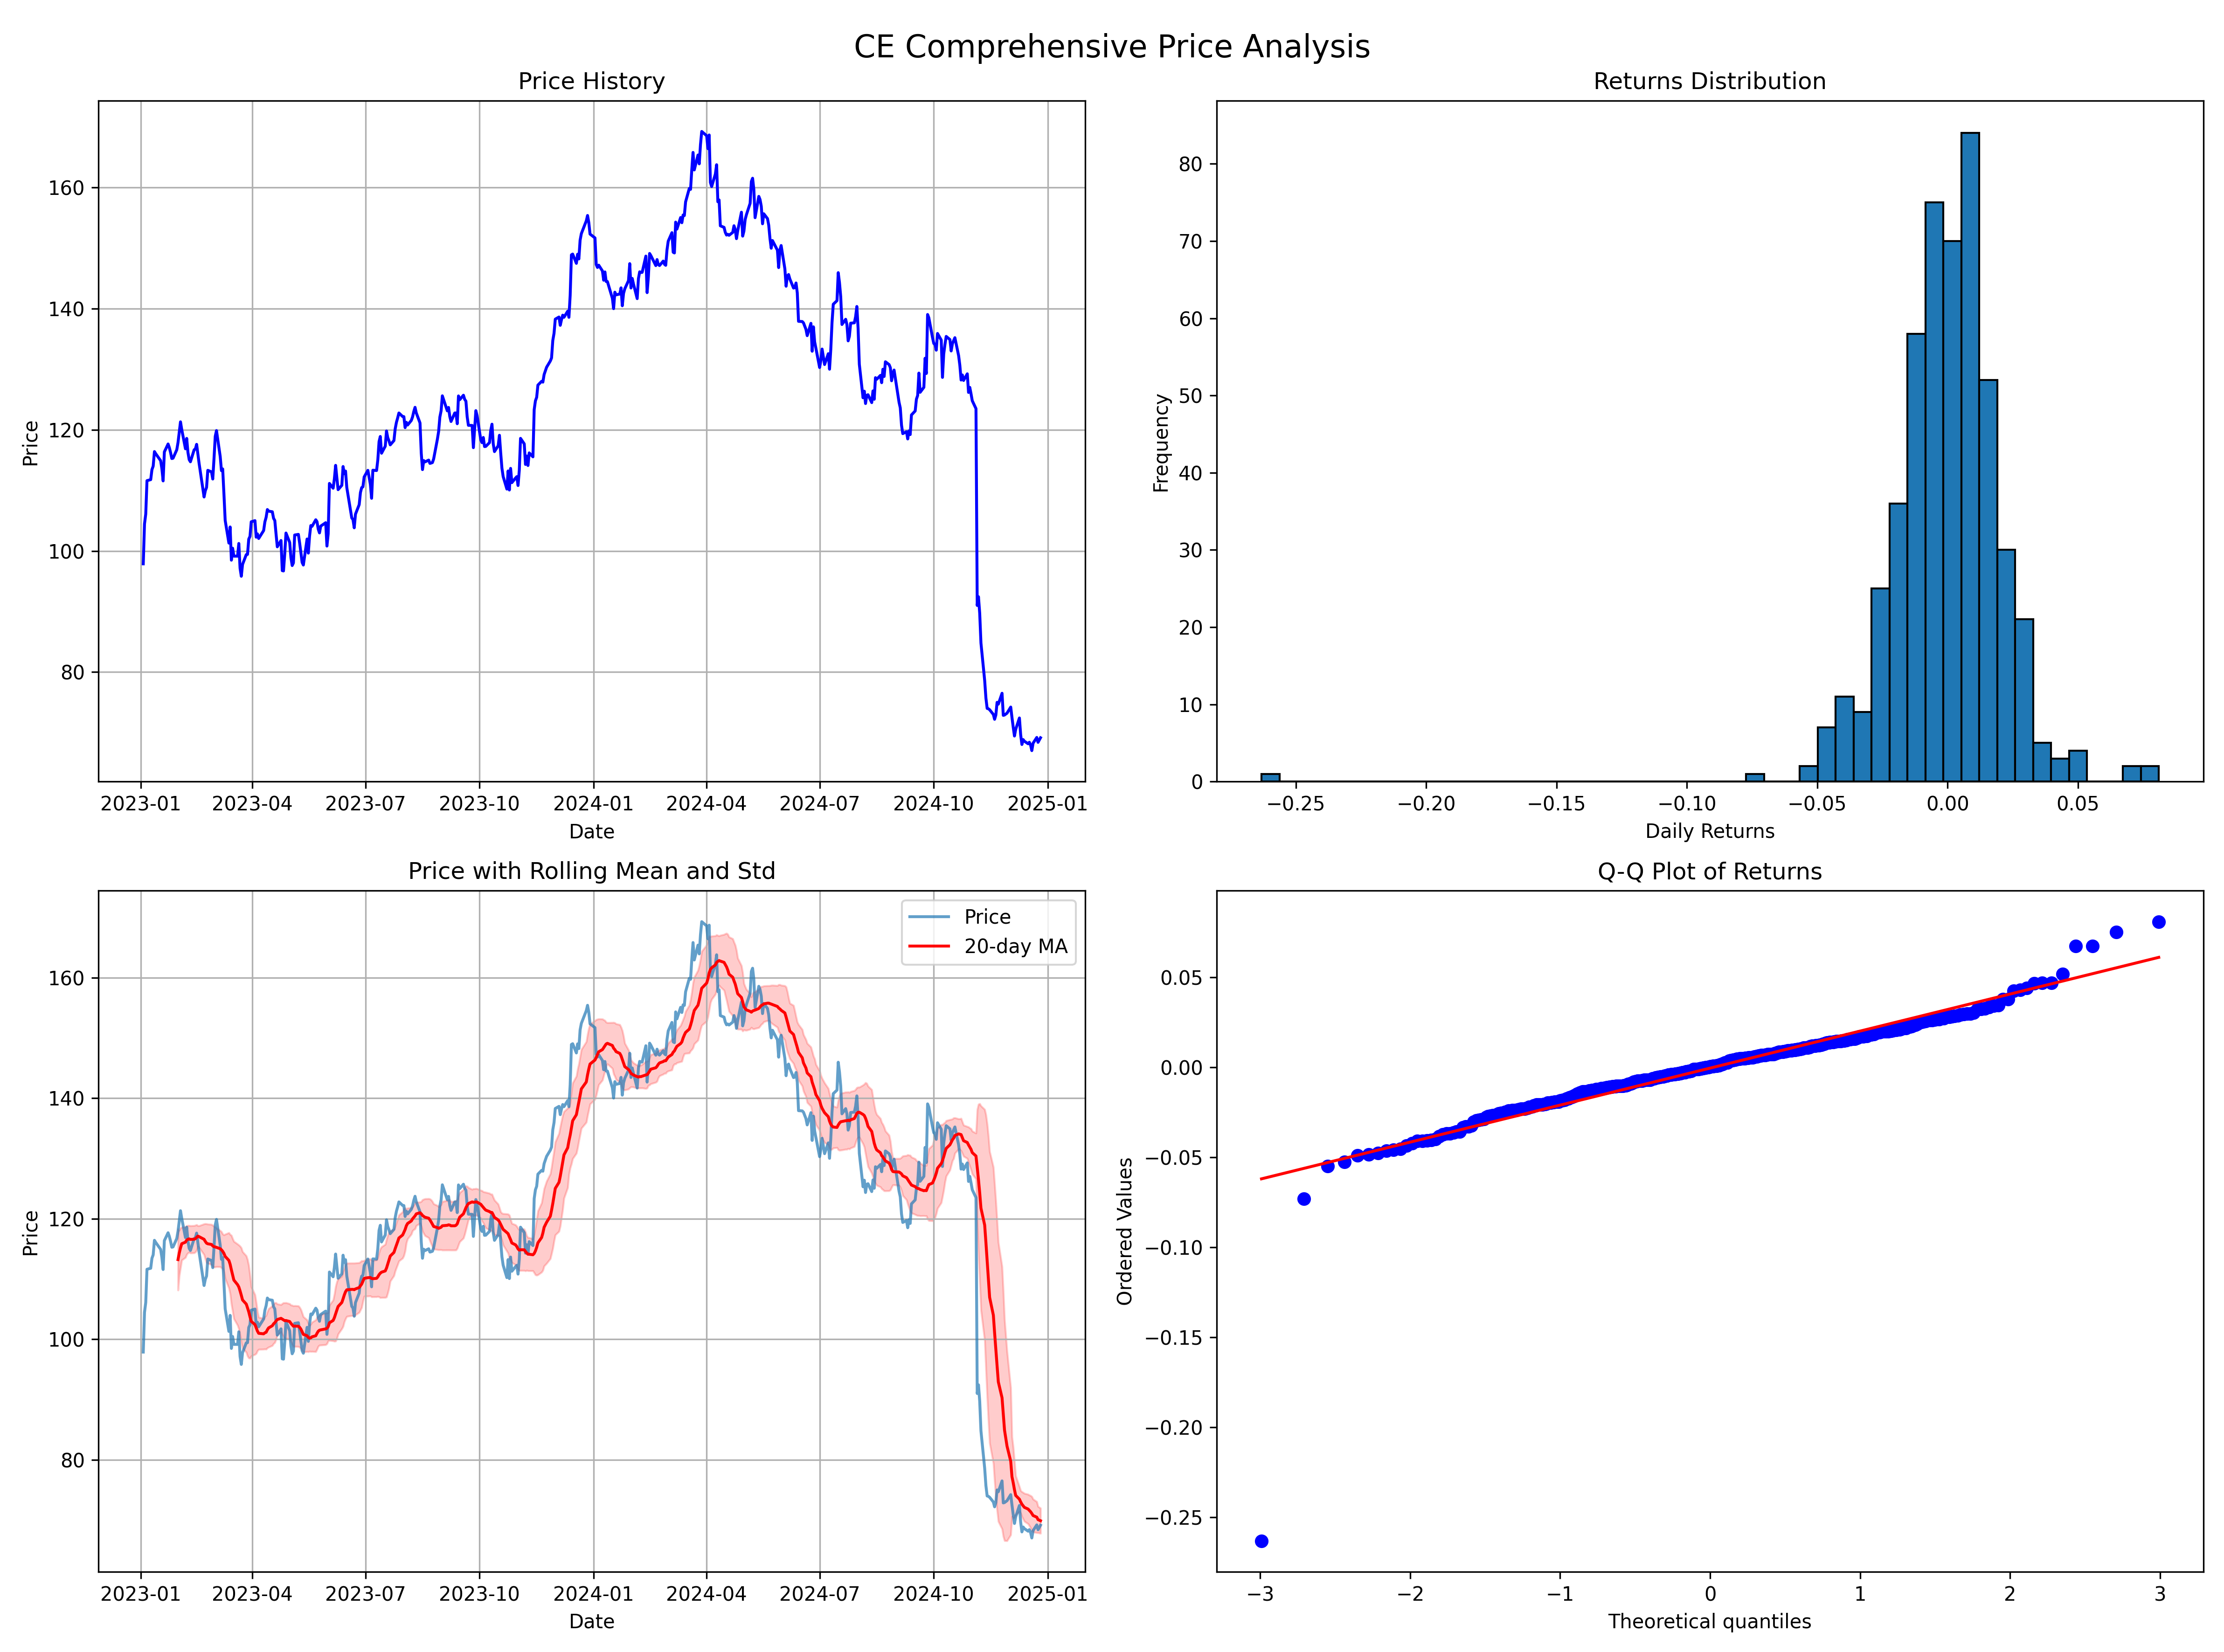 CE Comprehensive Price Analysis
Price History
Price
160
140
120
100
80
2023-01 2023-04 2023-07 2023-10 2024-01 2024-04 2024-07 2024-10 2025-01
Date
Returns Distribution
Frequency
80
70
60
50
40
30
20
10
0
−0.25 −0.20 −0.15 −0.10 −0.05 0.00 0.05
Daily Returns
Price with Rolling Mean and Std
Price
20-day MA
Price
160
140
120
100
80
2023-01 2023-04 2023-07 2023-10 2024-01 2024-04 2024-07 2024-10 2025-01
Date
Q-Q Plot of Returns
Ordered Values
0.05
0.00
−0.05
−0.10
−0.15
−0.20
−0.25
−3 −2 −1 0 1 2 3
Theoretical quantiles